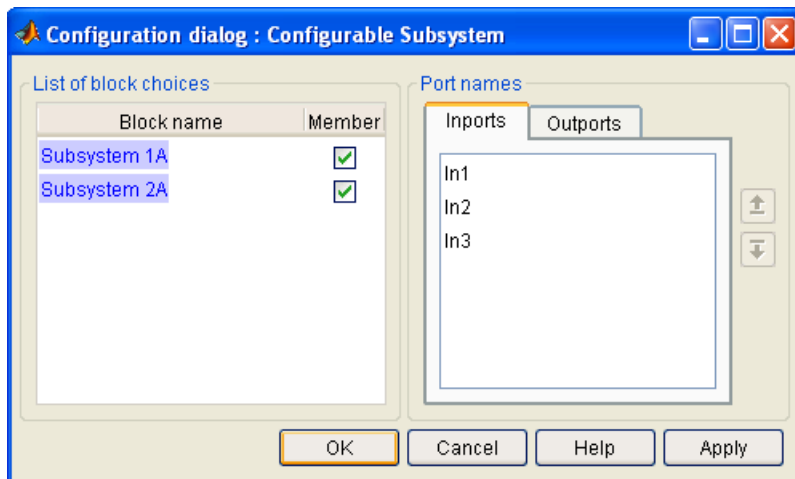 Configuration dialog : Configurable Subsystem
List of block choices
Block name Member
Subsystem 1A
Subsystem 2A
Port names
Inports Outports
In1
In2
In3
OK Cancel Help Apply